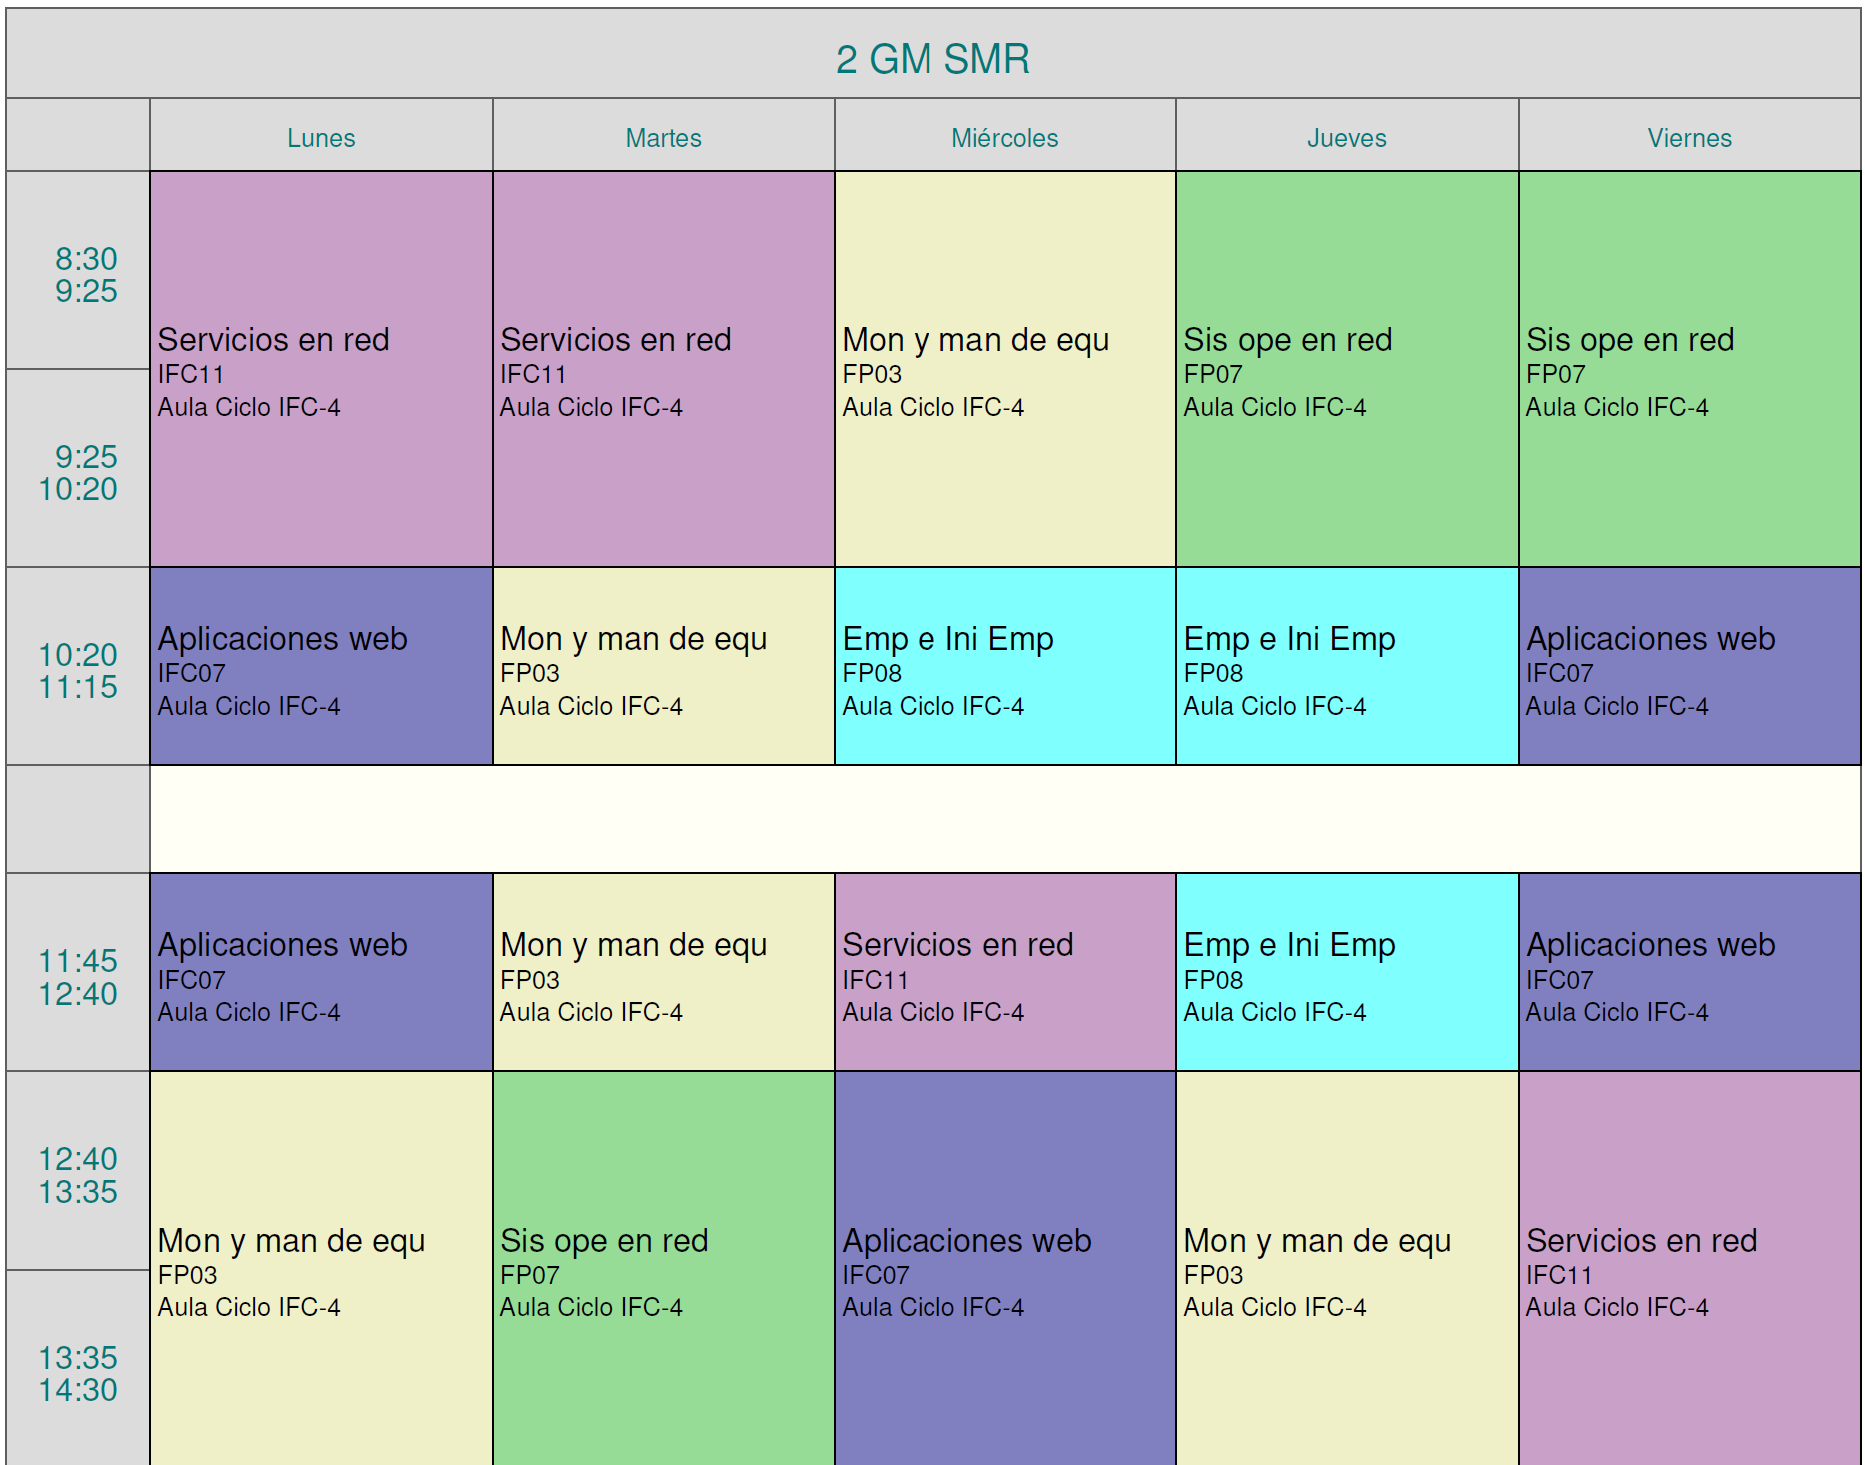 2 GM SMR
Lunes
Martes
Miércoles
Jueves
Viernes
8:30
9:25
Servicios en red
IFC11
Aula Ciclo IFC-4
Servicios en red
IFC11
Aula Ciclo IFC-4
Mon y man de equ
FP03
Aula Ciclo IFC-4
Sis ope en red
FP07
Aula Ciclo IFC-4
Sis ope en red
FP07
Aula Ciclo IFC-4
9:25
10:20
10:20
11:15
Aplicaciones web
IFC07
Aula Ciclo IFC-4
Mon y man de equ
FP03
Aula Ciclo IFC-4
Emp e Ini Emp
FP08
Aula Ciclo IFC-4
Emp e Ini Emp
FP08
Aula Ciclo IFC-4
Aplicaciones web
IFC07
Aula Ciclo IFC-4
11:45
12:40
Aplicaciones web
IFC07
Aula Ciclo IFC-4
Mon y man de equ
FP03
Aula Ciclo IFC-4
Servicios en red
IFC11
Aula Ciclo IFC-4
Emp e Ini Emp
FP08
Aula Ciclo IFC-4
Aplicaciones web
IFC07
Aula Ciclo IFC-4
12:40
13:35
Mon y man de equ
FP03
Aula Ciclo IFC-4
Sis ope en red
FP07
Aula Ciclo IFC-4
Aplicaciones web
IFC07
Aula Ciclo IFC-4
Mon y man de equ
FP03
Aula Ciclo IFC-4
Servicios en red
IFC11
Aula Ciclo IFC-4
13:35
14:30